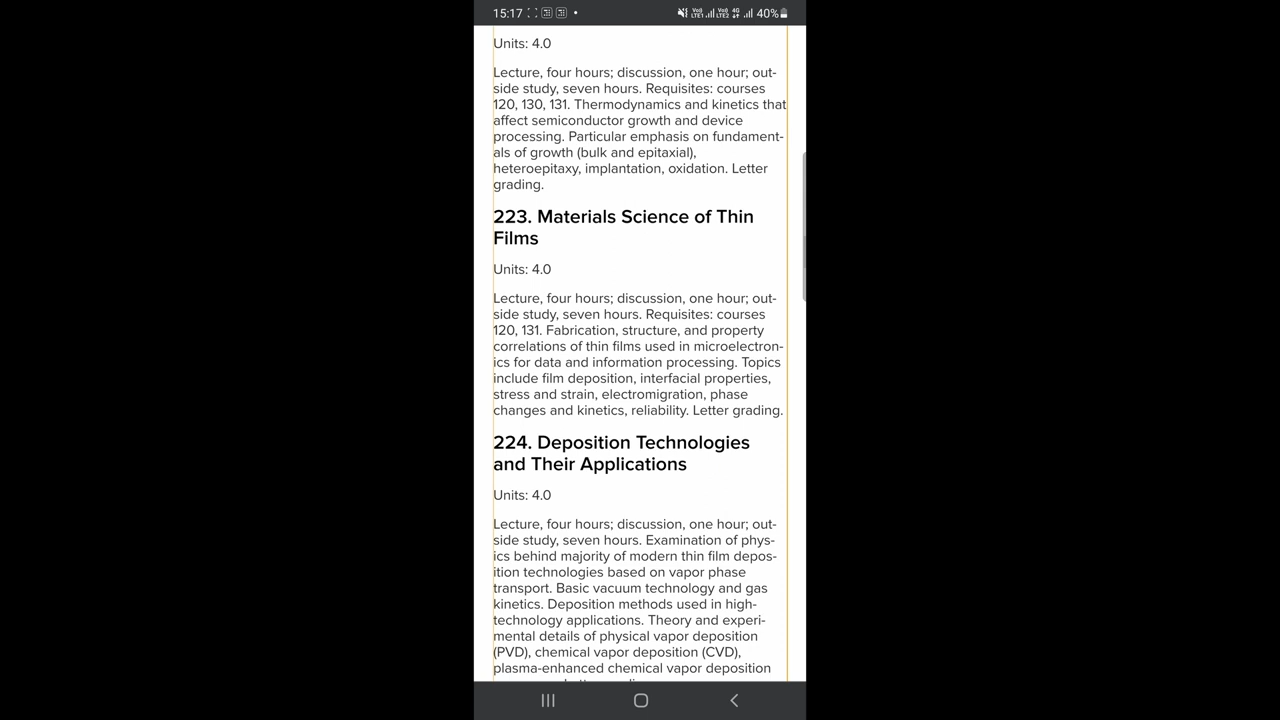 15:17
Vo) LTE1
Vo) LTE2 4G
40%
Units: 4.0
Lecture, four hours; discussion, one hour; out-
side study, seven hours. Requisites: courses
120, 130, 131. Thermodynamics and kinetics that
affect semiconductor growth and device
processing. Particular emphasis on fundament-
als of growth (bulk and epitaxial),
heteroepitaxy, implantation, oxidation. Letter
grading.
223. Materials Science of Thin
Films
Units: 4.0
Lecture, four hours; discussion, one hour; out-
side study, seven hours. Requisites: courses
120, 131. Fabrication, structure, and property
correlations of thin films used in microelectron-
ics for data and information processing. Topics
include film deposition, interfacial properties,
stress and strain, electromigration, phase
changes and kinetics, reliability. Letter grading.
224. Deposition Technologies
and Their Applications
Units: 4.0
Lecture, four hours; discussion, one hour; out-
side study, seven hours. Examination of phys-
ics behind majority of modern thin film depos-
ition technologies based on vapor phase
transport. Basic vacuum technology and gas
kinetics. Deposition methods used in high-
technology applications. Theory and experi-
mental details of physical vapor deposition
(PVD), chemical vapor deposition (CVD),
plasma-enhanced chemical vapor deposition